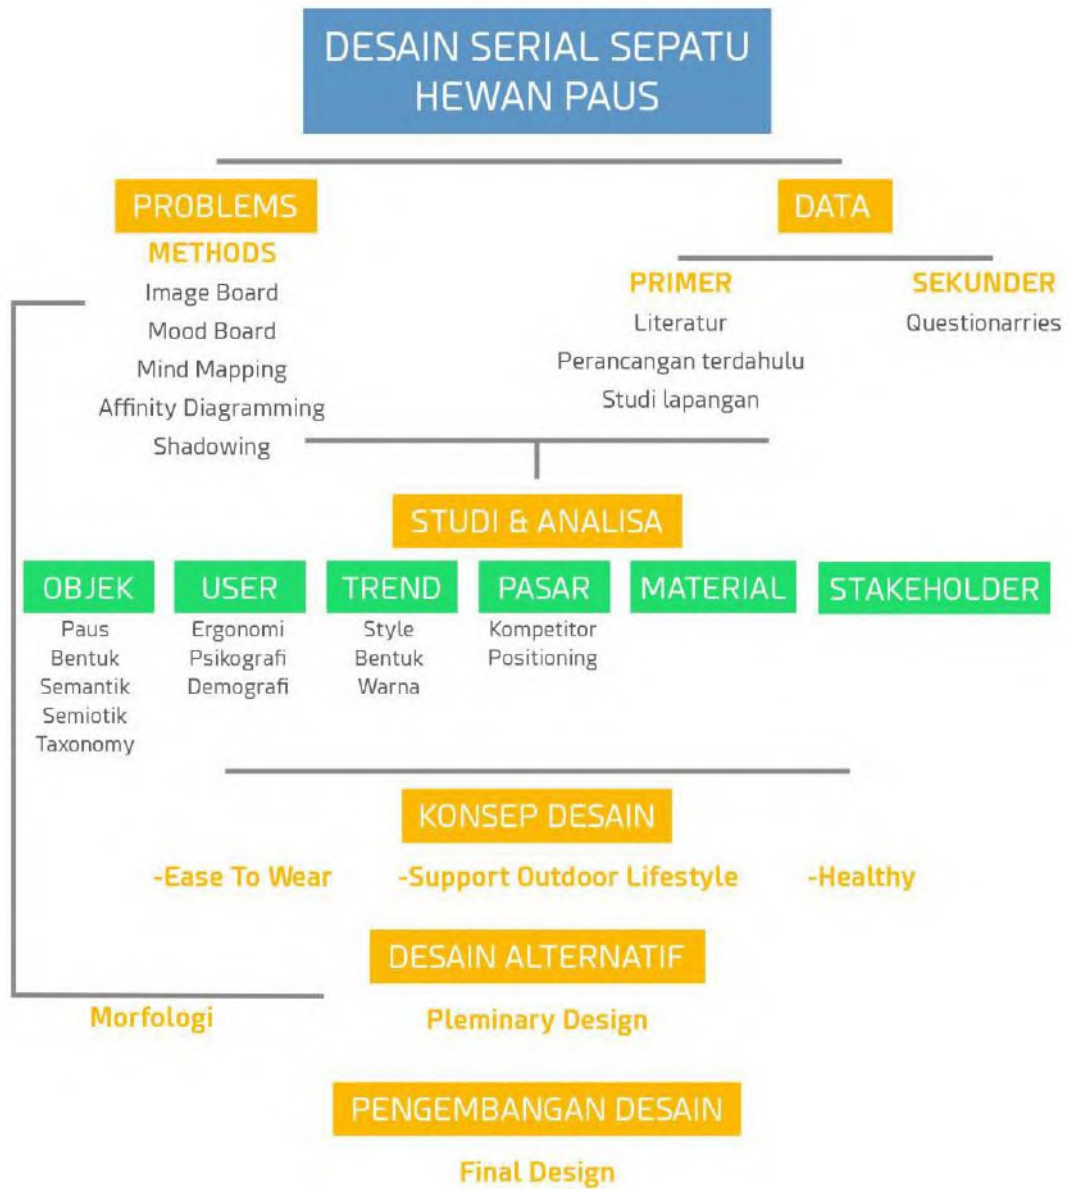 DESAIN SERIAL SEPATU
HEWAN PAUS
PROBLEMS
METHODS
Image Board
Mood Board
Mind Mapping
Affinity Diagramming
Shadowing
DATA
PRIMER
Literatur
Perancangan terdahulu
Studi lapangan
SEKUNDER
Questionarries
STUDI & ANALISA
OBJEK
Paus
Bentuk
Semantik
Semiotik
Taxonomy
USER
Ergonomi
Psikografi
Demografi
TREND
Style
Bentuk
Warna
PASAR
Kompetitor
Positioning
MATERIAL
STAKEHOLDER
KONSEP DESAIN
-Ease To Wear
-Support Outdoor Lifestyle
-Healthy
DESAIN ALTERNATIF
Morfologi
Pleminary Design
PENGEMBANGAN DESAIN
Final Design